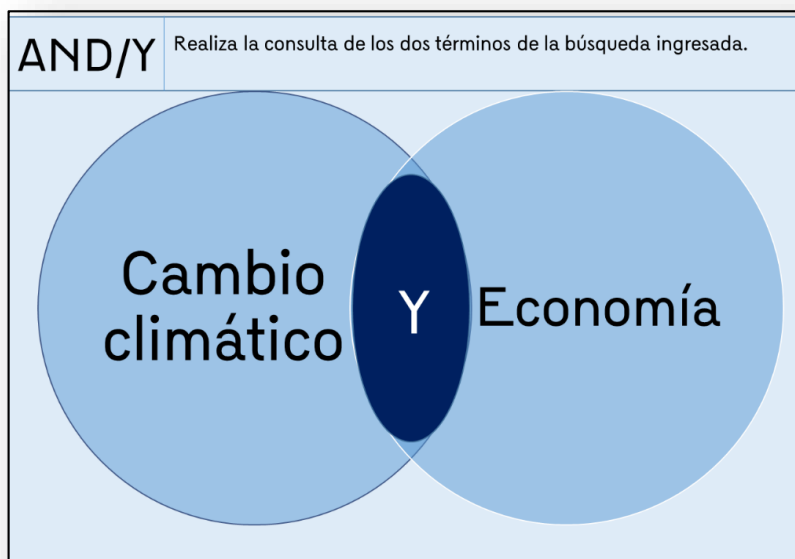 AND/Y
Realiza la consulta de los dos términos de la búsqueda ingresada.
Cambio
climático
Y
Economía